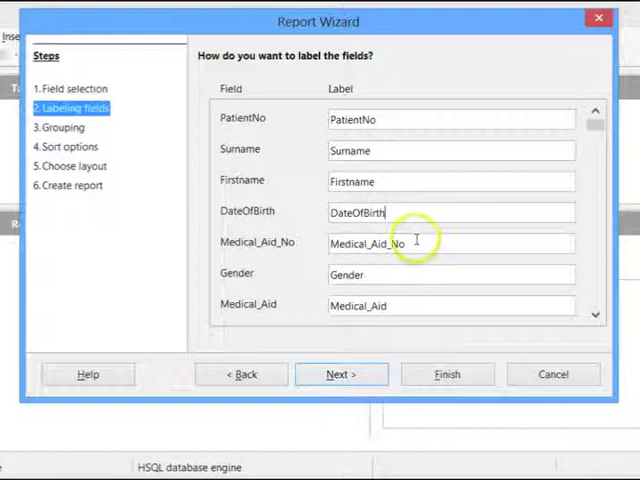 Report Wizard
Inse
Steps
How do you want to label the fields?
1.Field selection
Field Label
2.Labeling fields
PatientNo PatientNo
3.Grouping
4.Sort options
Surname Surname
5.Choose layout
Firstname Firstname
6.Create report
DateOfBirth DateOfBirth
Medical_Aid_No Medical_Aid_No
Gender Gender
Medical_Aid Medical_Aid
Help < Back Next > Finish Cancel
HSQL database engine